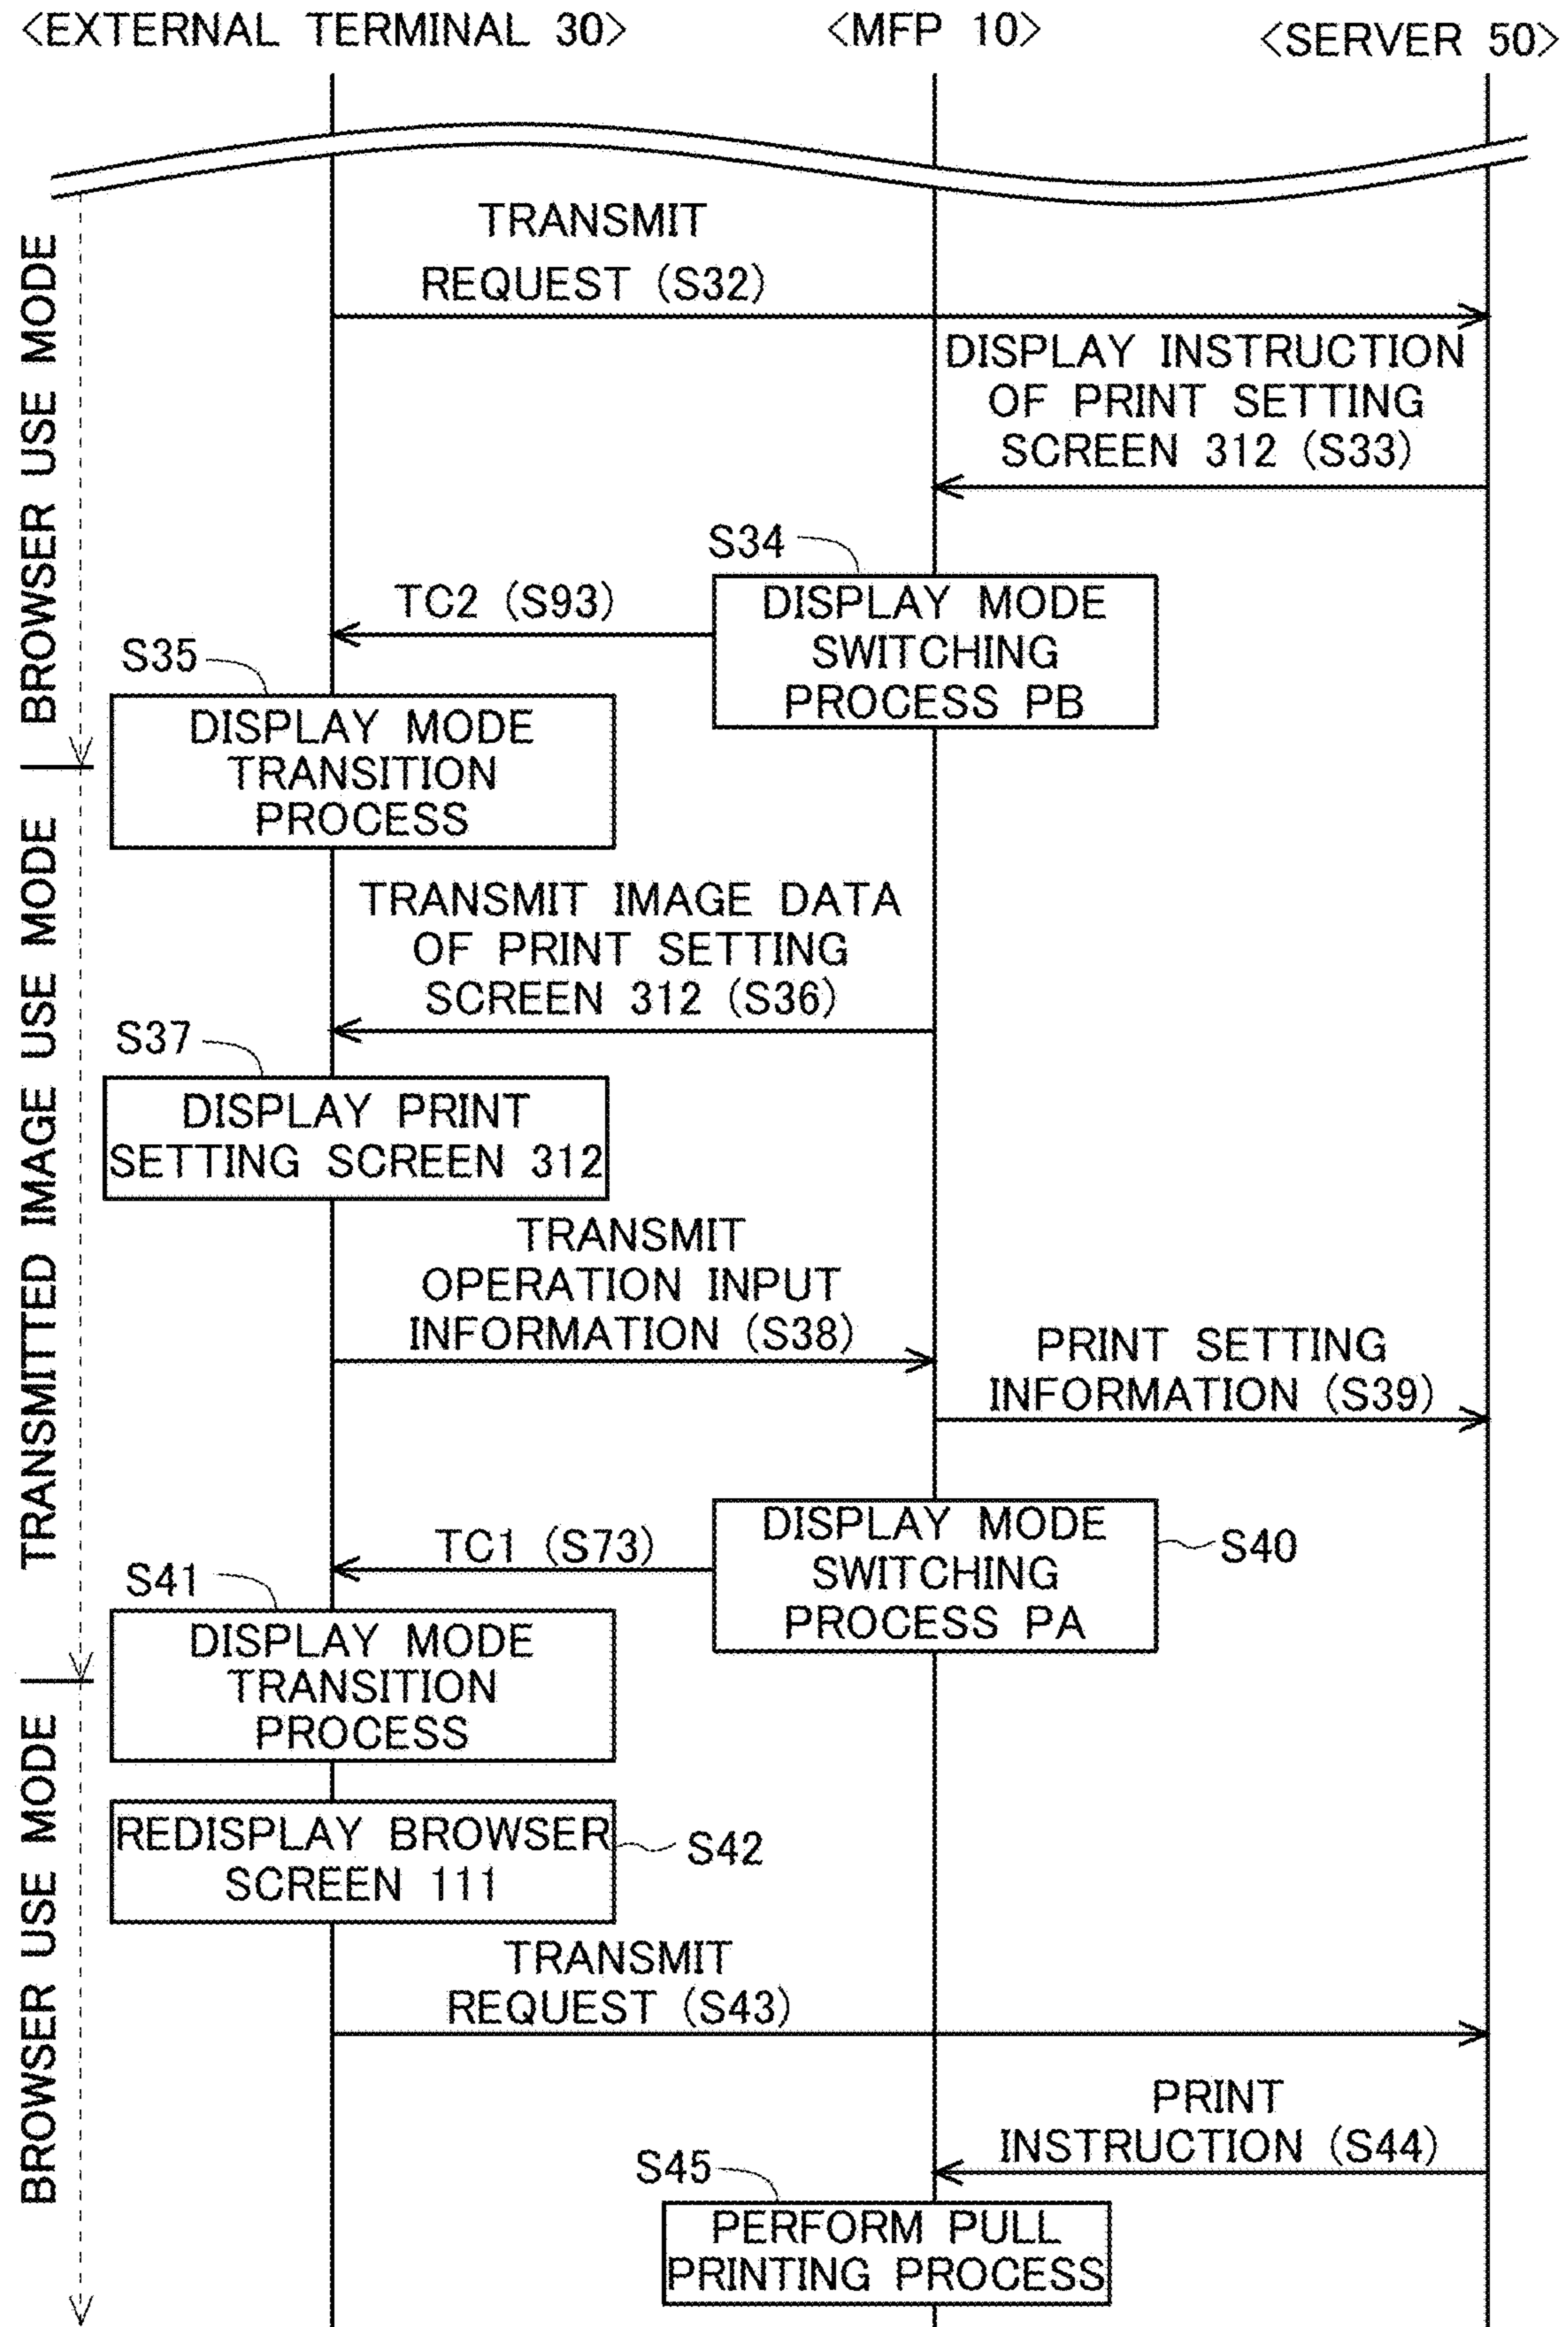 <EXTERNAL TERMINAL 30>
<MFP 10>
<SERVER 50>
BROWSER USE MODE
TRANSMIT
REQUEST (S32)
DISPLAY INSTRUCTION
OF PRINT SETTING
SCREEN 312 (S33)
S34
DISPLAY MODE
SWITCHING
PROCESS PB
TC2 (S93)
S35
DISPLAY MODE
TRANSITION
PROCESS
TRANSMITTED IMAGE USE MODE
TRANSMIT IMAGE DATA
OF PRINT SETTING
SCREEN 312 (S36)
S37
DISPLAY PRINT
SETTING SCREEN 312
TRANSMIT
OPERATION INPUT
INFORMATION (S38)
PRINT SETTING
INFORMATION (S39)
DISPLAY MODE
SWITCHING
PROCESS PA
S40
TC1 (S73)
S41
DISPLAY MODE
TRANSITION
PROCESS
BROWSER USE MODE
REDISPLAY BROWSER
SCREEN 111
S42
TRANSMIT
REQUEST (S43)
PRINT
INSTRUCTION (S44)
S45
PERFORM PULL
PRINTING PROCESS